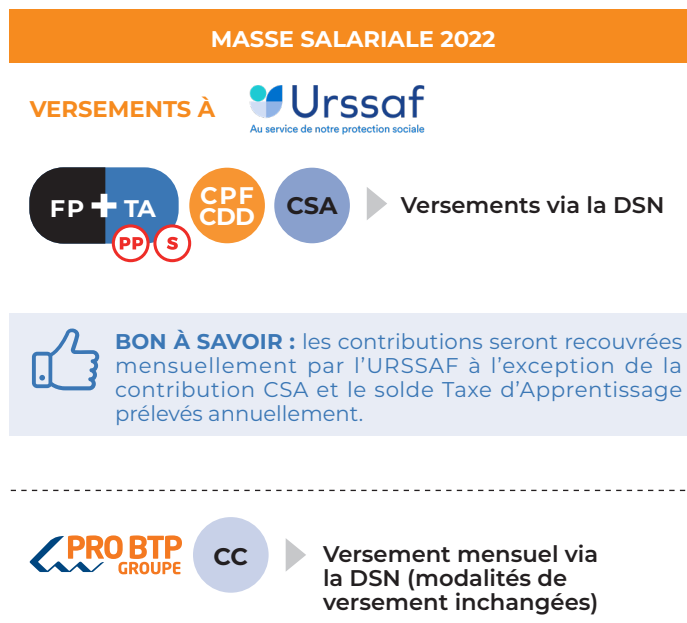 MASSE SALARIALE 2022
VERSEMENTS À
Urssaf
Au service de notre protection sociale
FP + TA
PP S
CPF
CDD
CSA
Versements via la DSN
BON À SAVOIR : les contributions seront recouvrées
mensuellement par l'URSSAF à l'exception de la
contribution CSA et le solde Taxe d'Apprentissage
prélevés annuellement.
PRO BTP
GROUPE
CC
Versement mensuel via
la DSN (modalités de
versement inchangées)